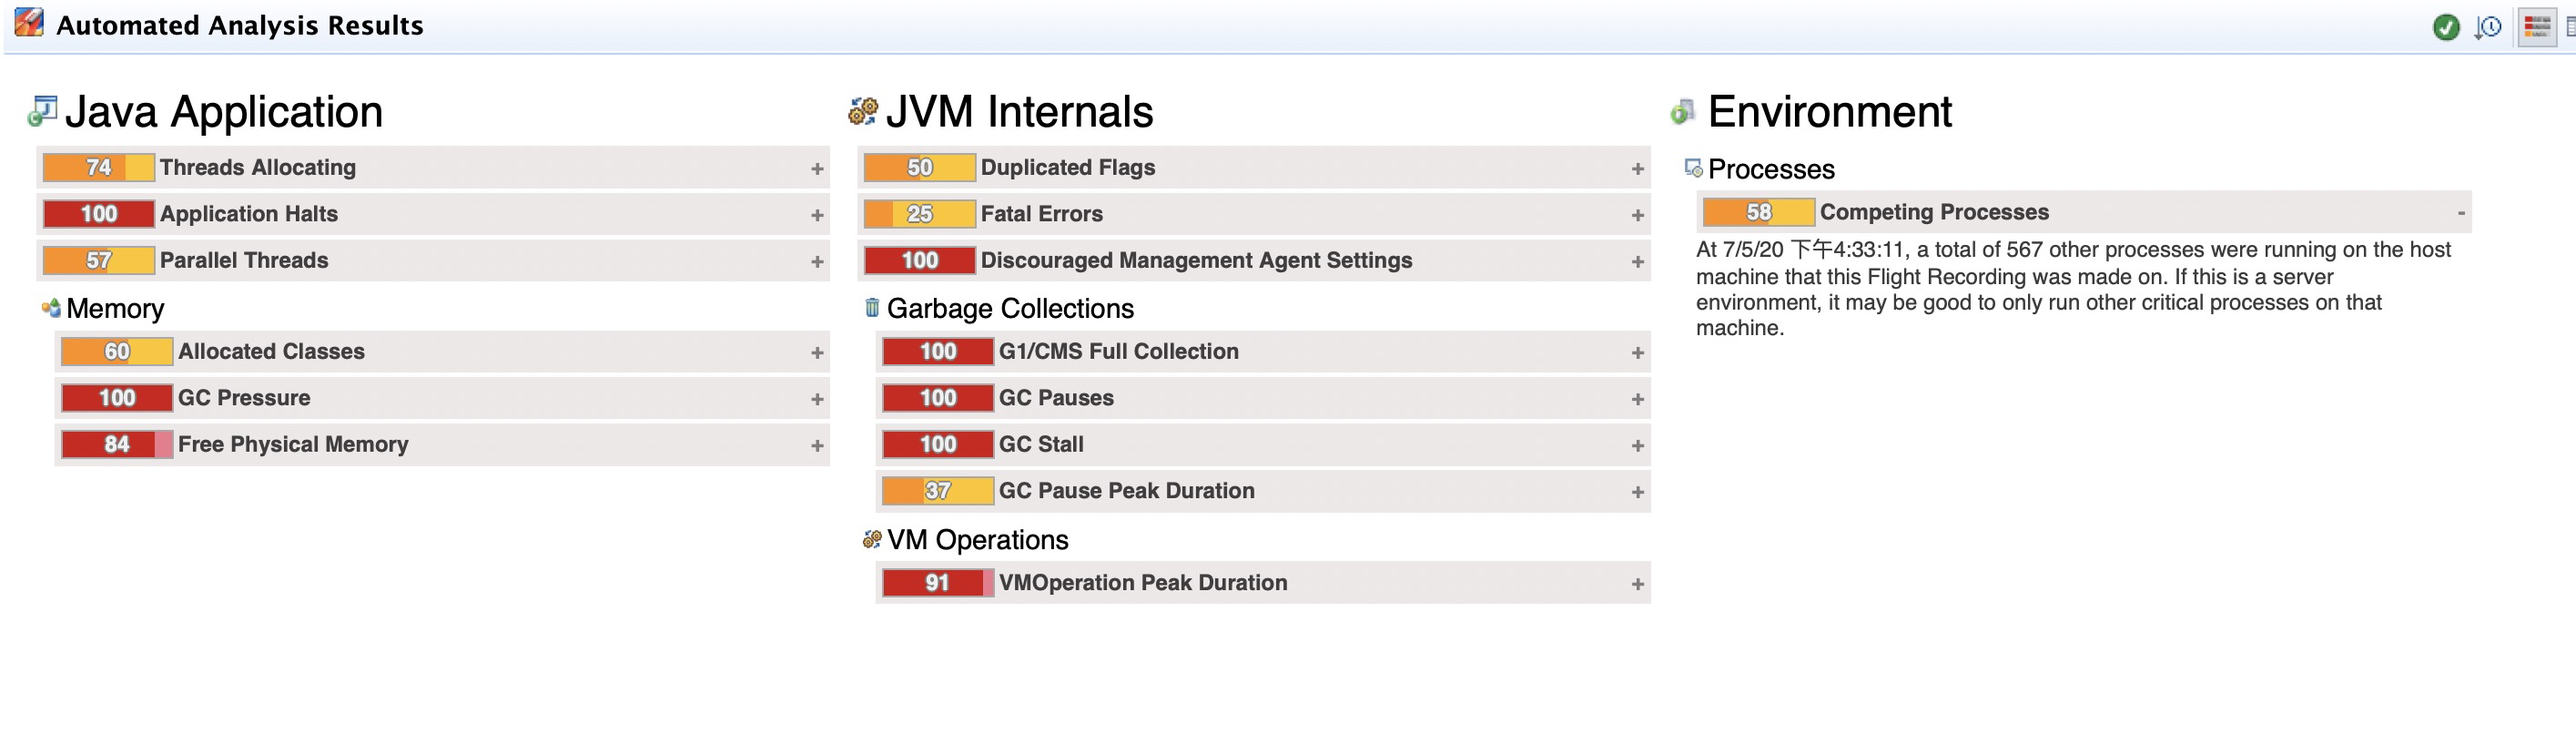 Automated Analysis Results
Java Application
74 Threads Allocating +
100 Application Halts +
57 Parallel Threads +
Memory
60 Allocated Classes +
100 GC Pressure +
84 Free Physical Memory +
JVM Internals
50 Duplicated Flags +
25 Fatal Errors +
100 Discouraged Management Agent Settings +
Garbage Collections
100 G1/CMS Full Collection +
100 GC Pauses +
100 GC Stall +
37 GC Pause Peak Duration +
VM Operations
91 VMOperation Peak Duration +
Environment
Processes
58 Competing Processes -
At 7/5/20 下午4:33:11, a total of 567 other processes were running on the host
machine that this Flight Recording was made on. If this is a server
environment, it may be good to only run other critical processes on that
machine.